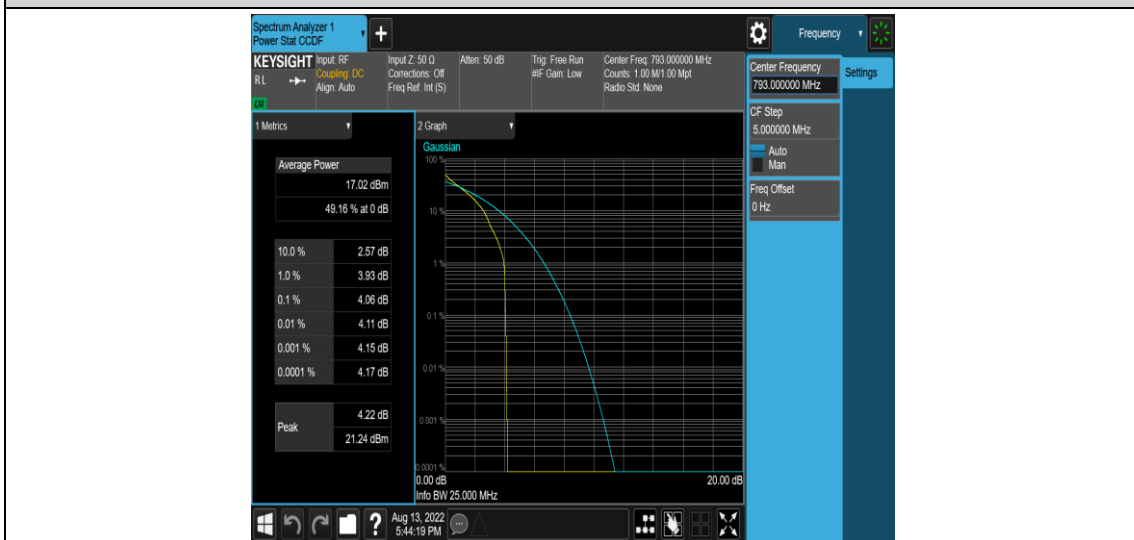 Spectrum Analyzer 1
Power Stat CCDF
+
Frequency
KEYSIGHT
RL
LXI
Input: RF
Coupling: DC
Align: Auto
Input Z: 50 Ω
Corrections: Off
Freq Ref: Int (S)
Atten: 50 dB
Trig: Free Run
#IF Gain: Low
Center Freq: 793.000000 MHz
Counts: 1.00 M/1.00 Mpt
Radio Std: None
Center Frequency
793.000000 MHz
Settings
CF Step
5.000000 MHz
Auto
Man
Freq Offset
0 Hz
1 Metrics
Average Power
17.02 dBm
49.16 % at 0 dB
10.0 % 2.57 dB
1.0 % 3.93 dB
0.1 % 4.06 dB
0.01 % 4.11 dB
0.001 % 4.15 dB
0.0001 % 4.17 dB
Peak
4.22 dB
21.24 dBm
2 Graph
Gaussian
100 %
10 %
1 %
0.1 %
0.01 %
0.001 %
0.0001 %
0.00 dB 20.00 dB
Info BW 25.000 MHz
?
Aug 13, 2022
5:44:19 PM